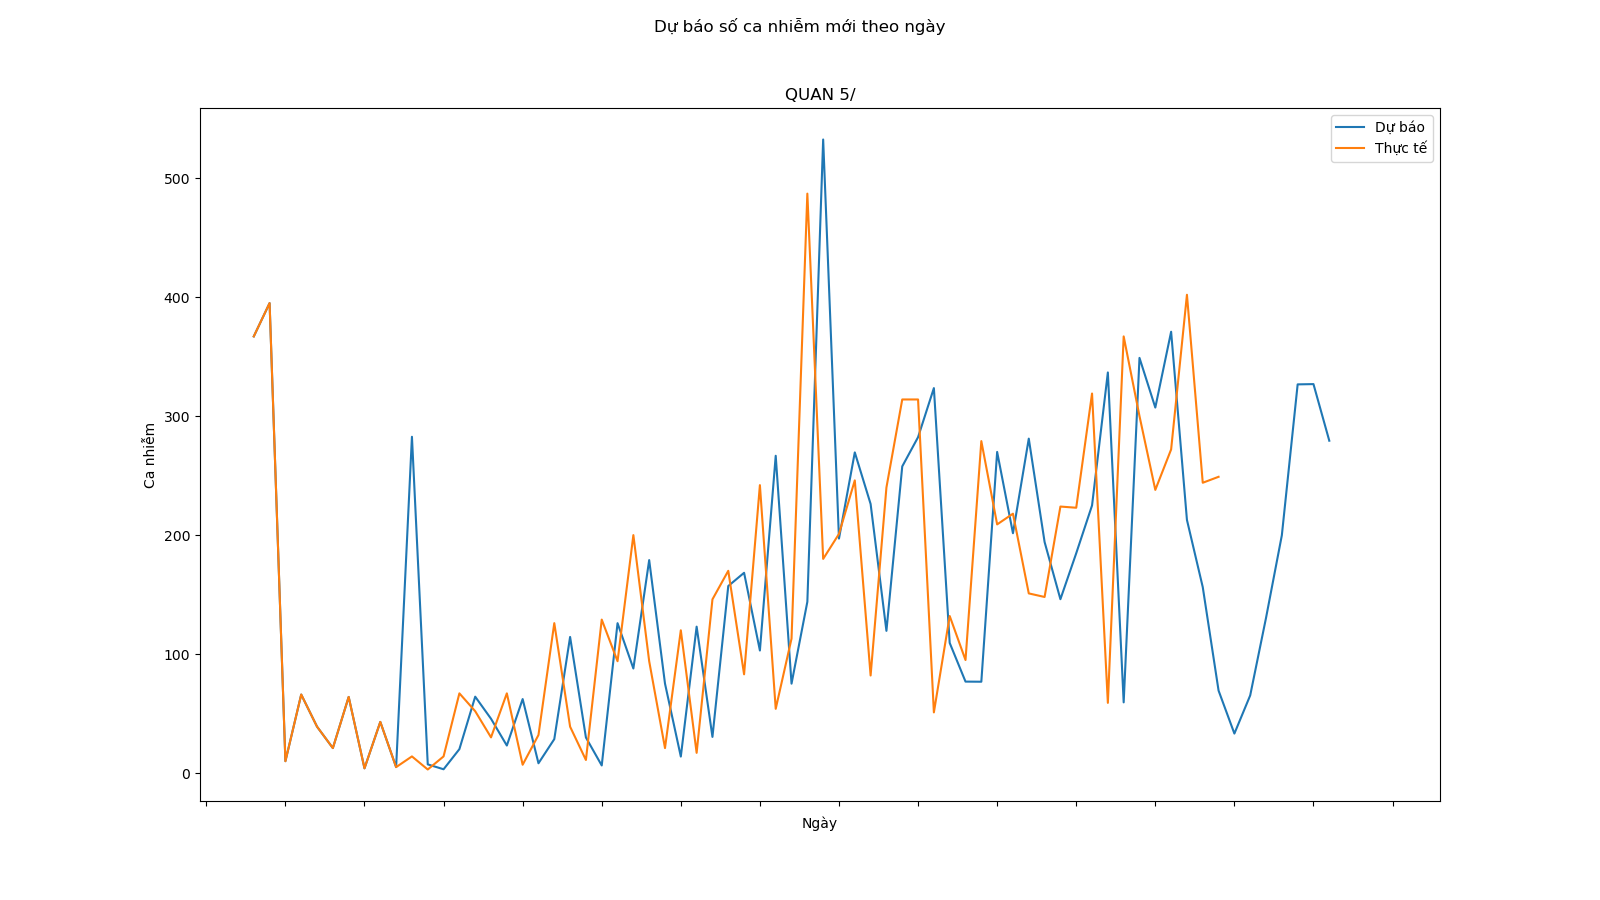 Dự báo số ca nhiễm mới theo ngày
QUAN 5/
Dự báo
Thực tế
500
400
300
200
100
0
Ca nhiễm
Ngày